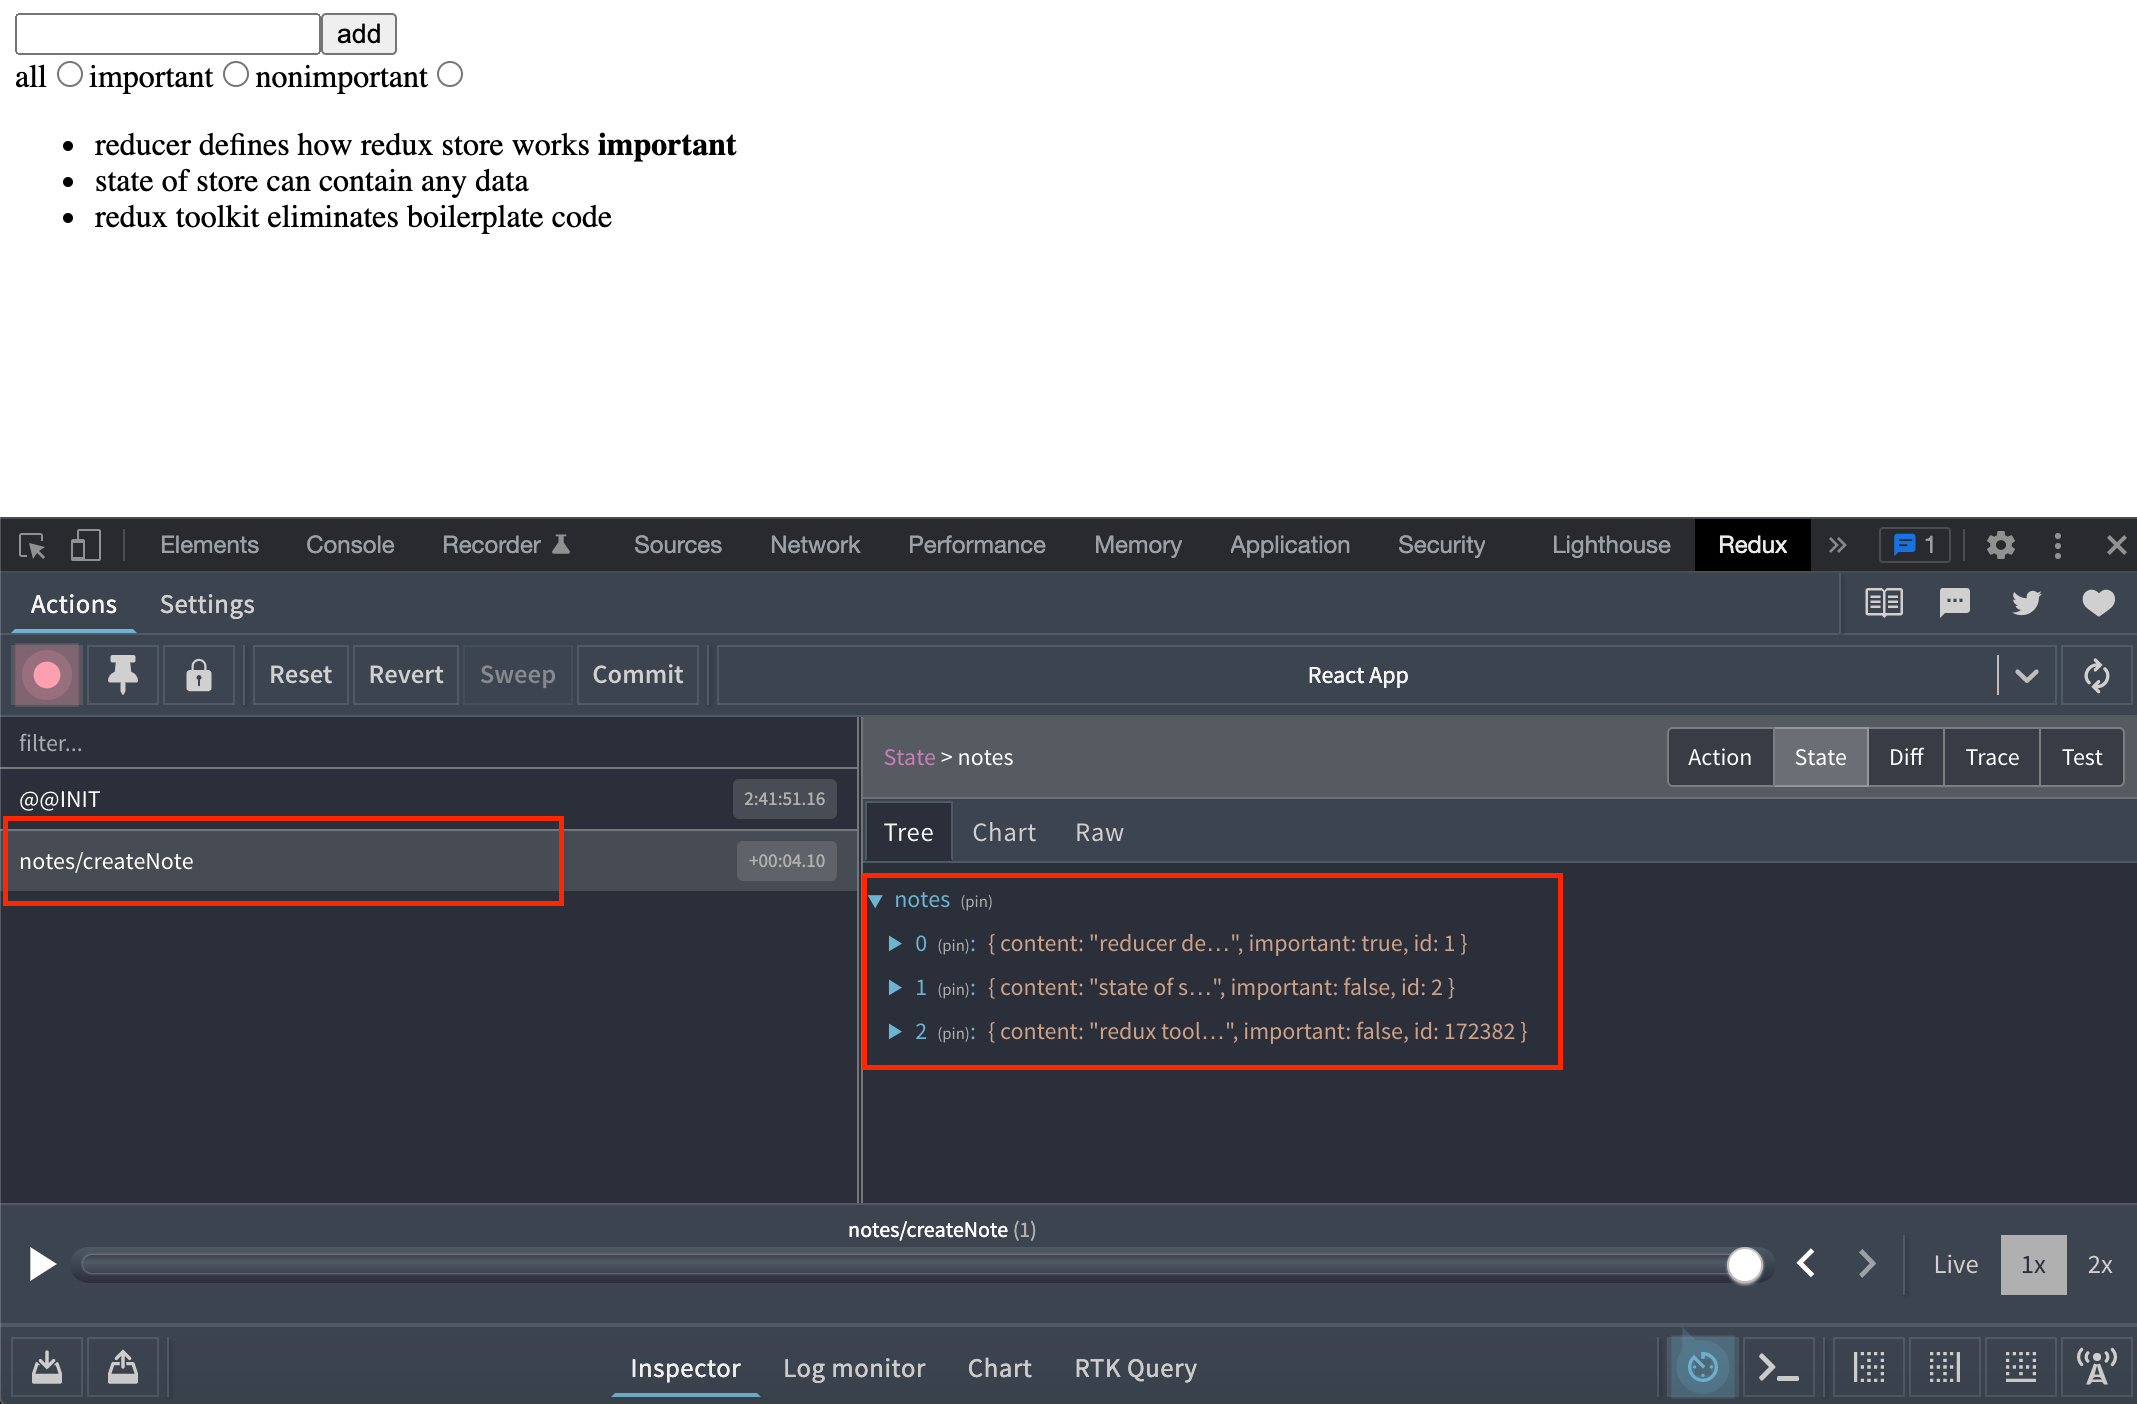 add
all important nonimportant
reducer defines how redux store works important
state of store can contain any data
redux toolkit eliminates boilerplate code
Elements Console Recorder Sources Network Performance Memory Application Security Lighthouse Redux 1
Actions Settings
Reset Revert Sweep Commit React App
filter...
@@INIT 2:41:51.16
notes/createNote +00:04.10
State > notes Action State Diff Trace Test
Tree Chart Raw
notes (pin)
0 (pin): { content: "reducer de…", important: true, id: 1 }
1 (pin): { content: "state of s…", important: false, id: 2 }
2 (pin): { content: "redux tool…", important: false, id: 172382 }
notes/createNote (1)
Live 1x 2x
Inspector Log monitor Chart RTK Query